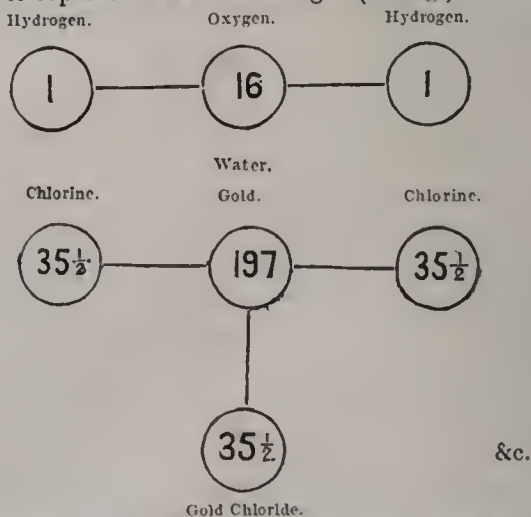 Hydrogen. Oxygen. Hydrogen.
1 16 1
Water.
Chlorine. Gold. Chlorine.
35½ 197 35½
35½ &c.
Gold Chloride.